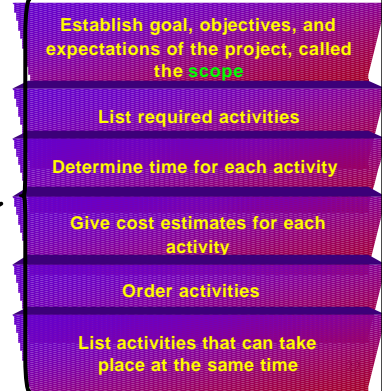 Establish goal, objectives, and
expectations of the project, called
the scope
List required activities
Determine time for each activity
Give cost estimates for each
activity
Order activities
List activities that can take
place at the same time